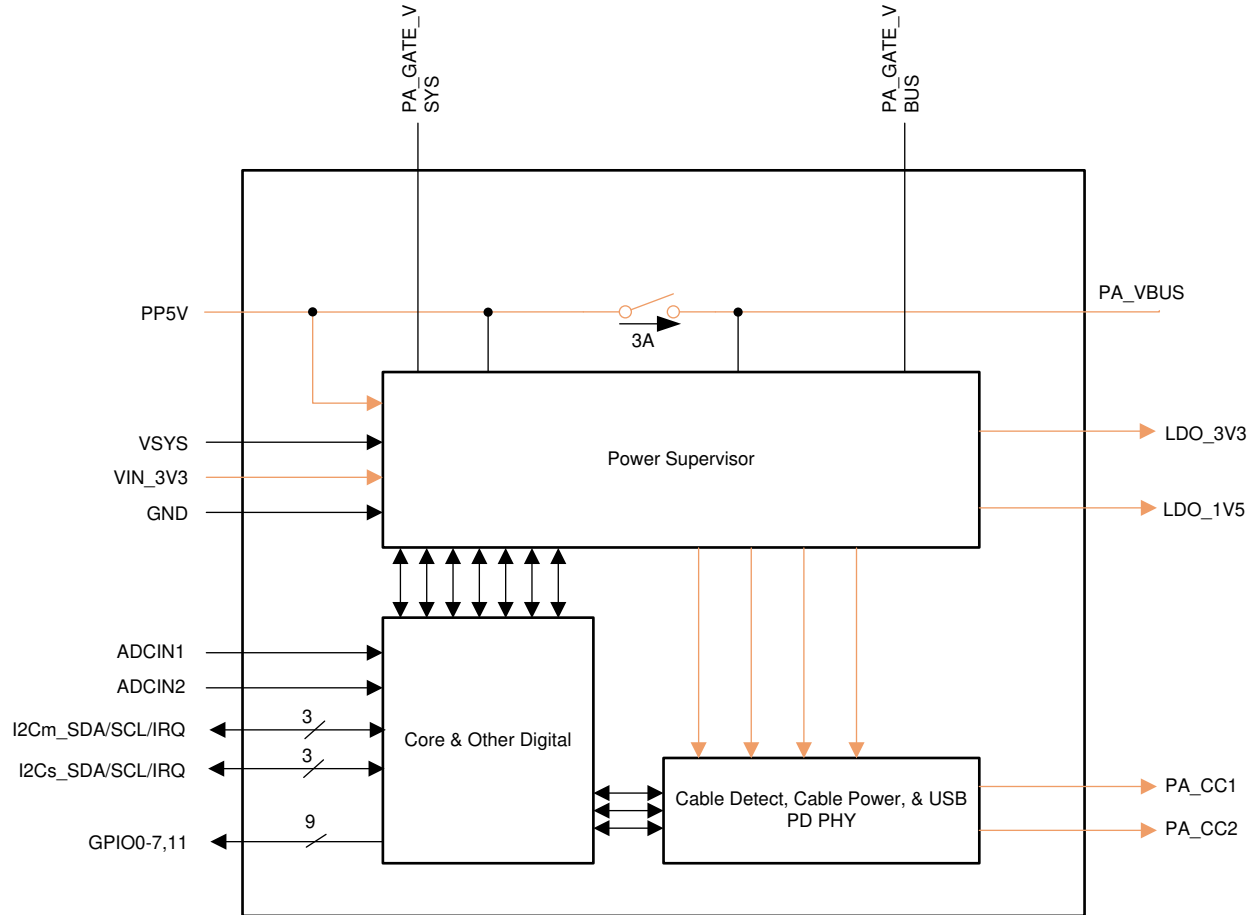 PA_GATE_V
SYS
PA_GATE_V
BUS
PP5V
3A
PA_VBUS
VSYS
VIN_3V3
GND
Power Supervisor
LDO_3V3
LDO_1V5
ADCIN1
ADCIN2
I2Cm_SDA/SCL/IRQ
3
I2Cs_SDA/SCL/IRQ
3
GPIO0-7,11
9
Core & Other Digital
Cable Detect, Cable Power, & USB
PD PHY
PA_CC1
PA_CC2